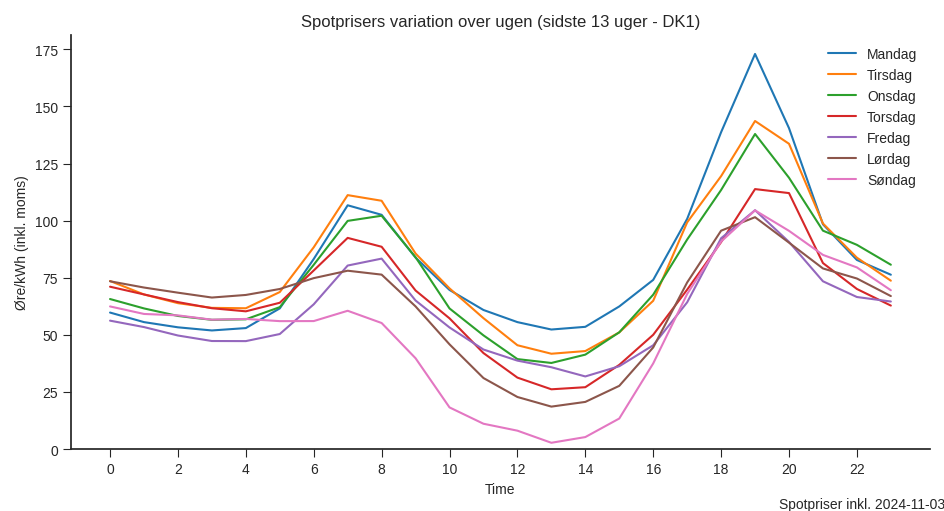 Spotprisers variation over ugen (sidste 13 uger - DK1)
Øre/kWh (inkl. moms)
175
150
125
100
75
50
25
0
Mandag
Tirsdag
Onsdag
Torsdag
Fredag
Lørdag
Søndag
0 2 4 6 8 10 12 14 16 18 20 22
Time
Spotpriser inkl. 2024-11-03